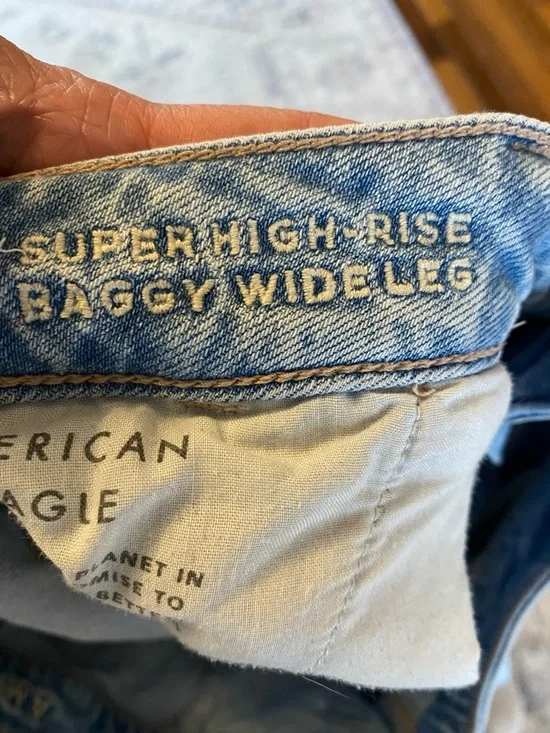 SUPER HIGH-RISE
BAGGY WIDE LEG
ERICAN
AGLE
PLANET IN
MISE TO